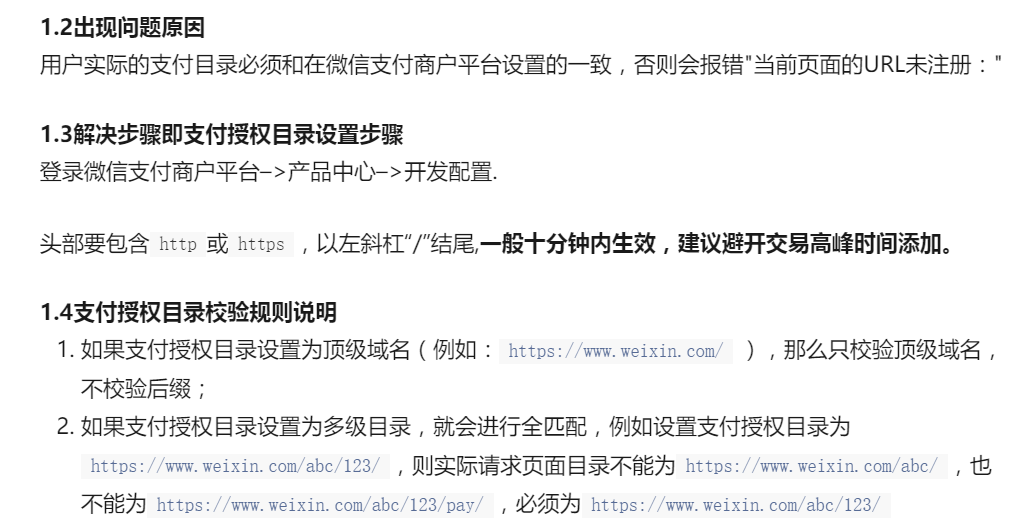 1.2出现问题原因
用户实际的支付目录必须和在微信支付商户平台设置的一致，否则会报错"当前页面的URL未注册："
1.3解决步骤即支付授权目录设置步骤
登录微信支付商户平台–>产品中心–>开发配置.
头部要包含 http 或 https ，以左斜杠“/”结尾,一般十分钟内生效，建议避开交易高峰时间添加。
1.4支付授权目录校验规则说明
1. 如果支付授权目录设置为顶级域名（例如： https://www.weixin.com/ ），那么只校验顶级域名，
不校验后缀；
2. 如果支付授权目录设置为多级目录，就会进行全匹配，例如设置支付授权目录为
https://www.weixin.com/abc/123/ ，则实际请求页面目录不能为 https://www.weixin.com/abc/ ，也
不能为 https://www.weixin.com/abc/123/pay/ ，必须为 https://www.weixin.com/abc/123/